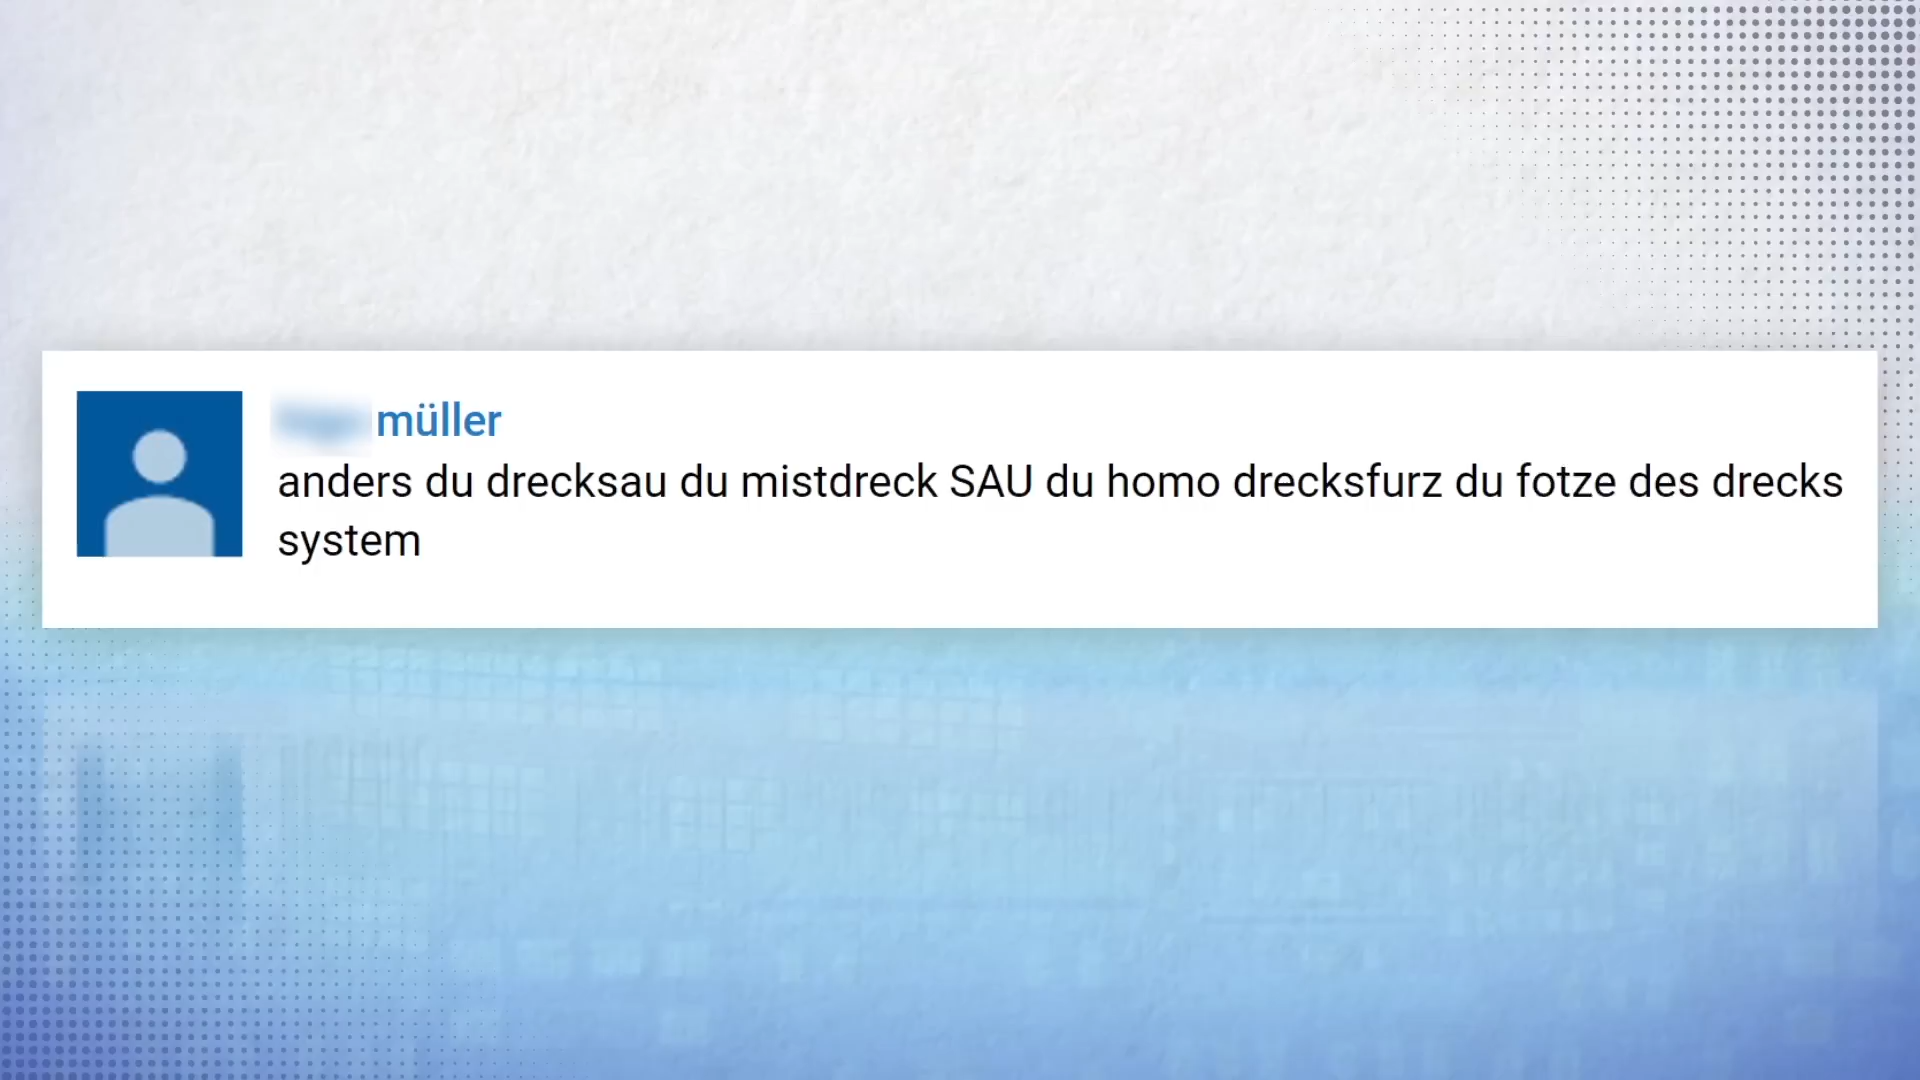 müller
anders du drecksau du mistdreck SAU du homo drecksfurz du fotze des drecks
system